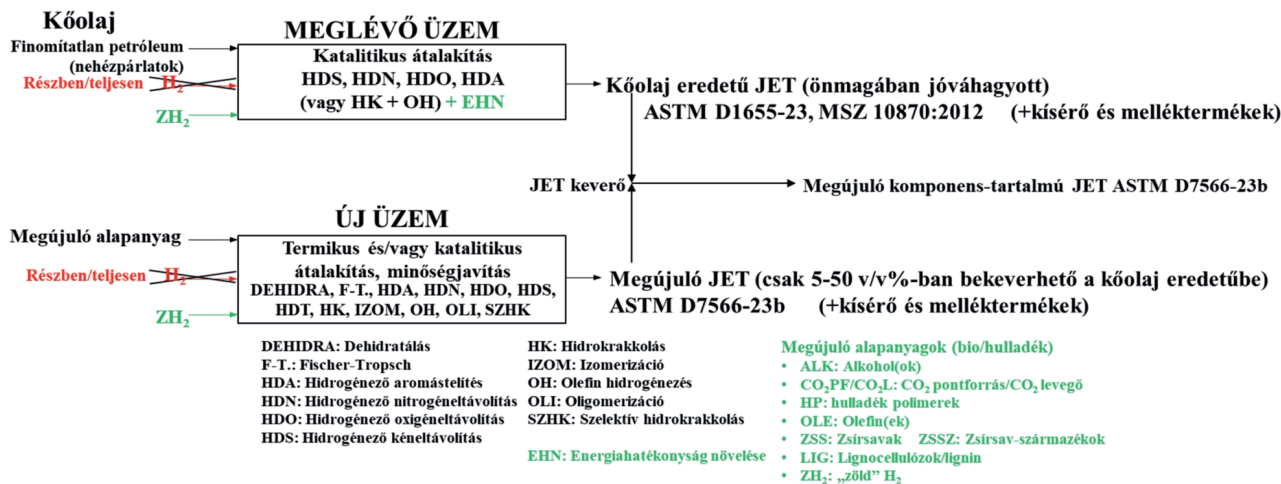 Kőolaj
Finomítatlan petróleum
(nehézpárlatok)
Részben/teljesen H₂
ZH₂
MEGLÉVŐ ÜZEM
Katalitikus átalakítás
HDS, HDN, HDO, HDA
(vagy HK + OH) + EHN
Kőolaj eredetű JET (önmagában jóváhagyott)
ASTM D1655-23, MSZ 10870:2012 (+kísérő és melléktermékek)
JET keverő
Megújuló komponens-tartalmú JET ASTM D7566-23b
ÚJ ÜZEM
Megújuló alapanyag
Részben/teljesen H₂
ZH₂
Termikus és/vagy katalitikus
átalakítás, minőségjavítás
DEHIDRA, F-T., HDA, HDN, HDO, HDS,
HDT, HK, IZOM, OH, OLI, SZHK
Megújuló JET (csak 5-50 v/v%-ban bekeverhető a kőolaj eredetűbe)
ASTM D7566-23b (+kísérő és melléktermékek)
DEHIDRA: Dehidratálás
F-T.: Fischer-Tropsch
HDA: Hidrogénező aromástelítés
HDN: Hidrogénező nitrogéneltávolítás
HDO: Hidrogénező oxigéneltávolítás
HDS: Hidrogénező kéneltávolítás
HK: Hidrokrakkolás
IZOM: Izomerizáció
OH: Olefin hidrogénezés
OLI: Oligomerizáció
SZHK: Szelektív hidrokrakkolás
EHN: Energiahatékonyság növelése
Megújuló alapanyagok (bio/hulladék)
• ALK: Alkohol(ok)
• CO₂PF/CO₂L: CO₂ pontforrás/CO₂ levegő
• HP: hulladék polimerek
• OLE: Olefin(ek)
• ZSS: Zsírsavak ZSSZ: Zsírsav-származékok
• LIG: Lignocellulózok/lignin
• ZH₂: „zöld” H₂